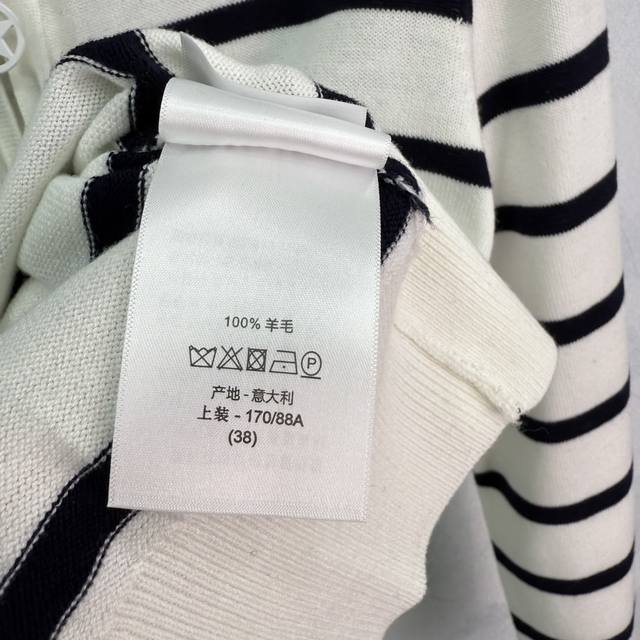 100% 羊毛
P
产地 - 意大利
上装 - 170/88A
(38)